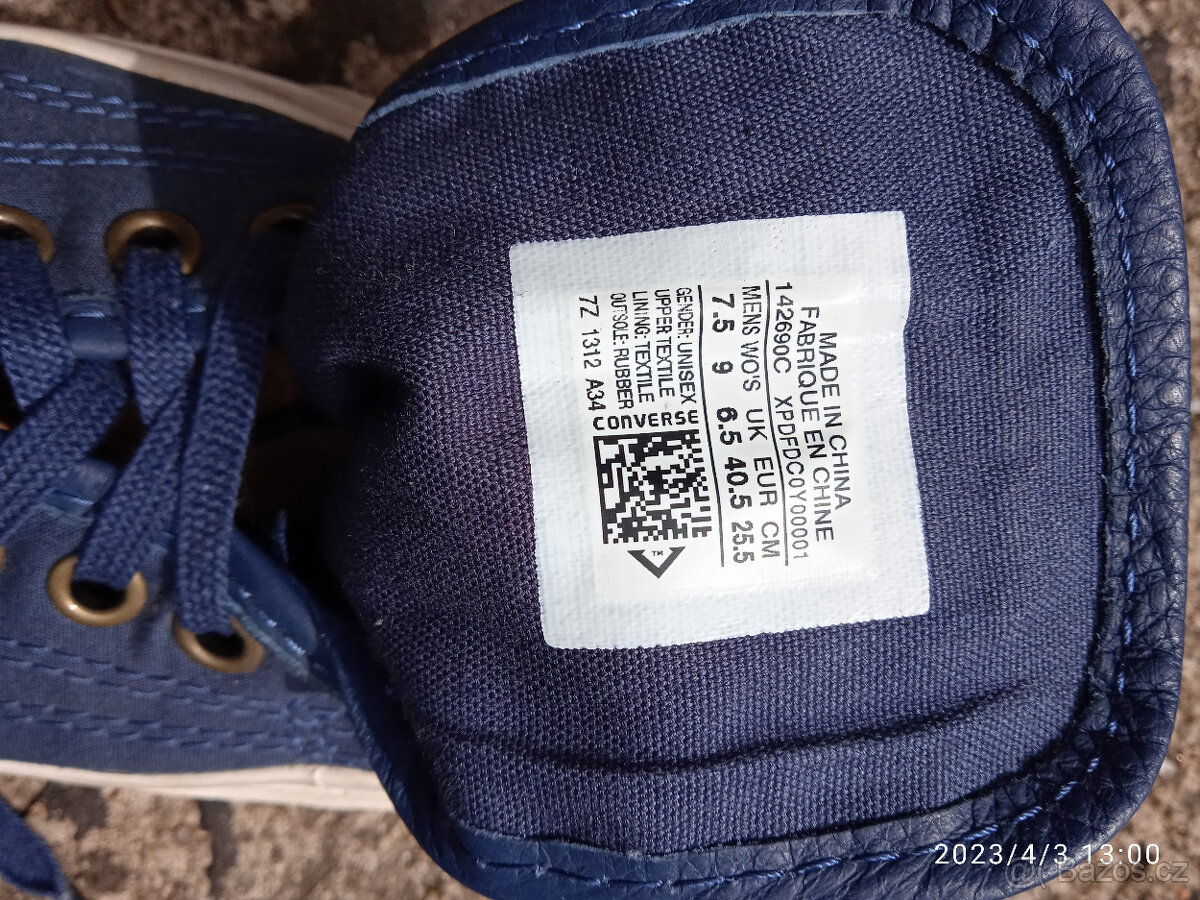 MADE IN CHINA
FABRIQUE EN CHINE
142690C XPDFDC0Y00001
MENS WO'S UK EUR CM
7.5 9 6.5 40.5 25.5
GENDER: UNISEX
UPPER TEXTILE
LINING: TEXTILE
OUTSOLE: RUBBER
7Z 1312 A34
CONVERSE
TM
2023/4/3 13:00
@ Bazos.cz